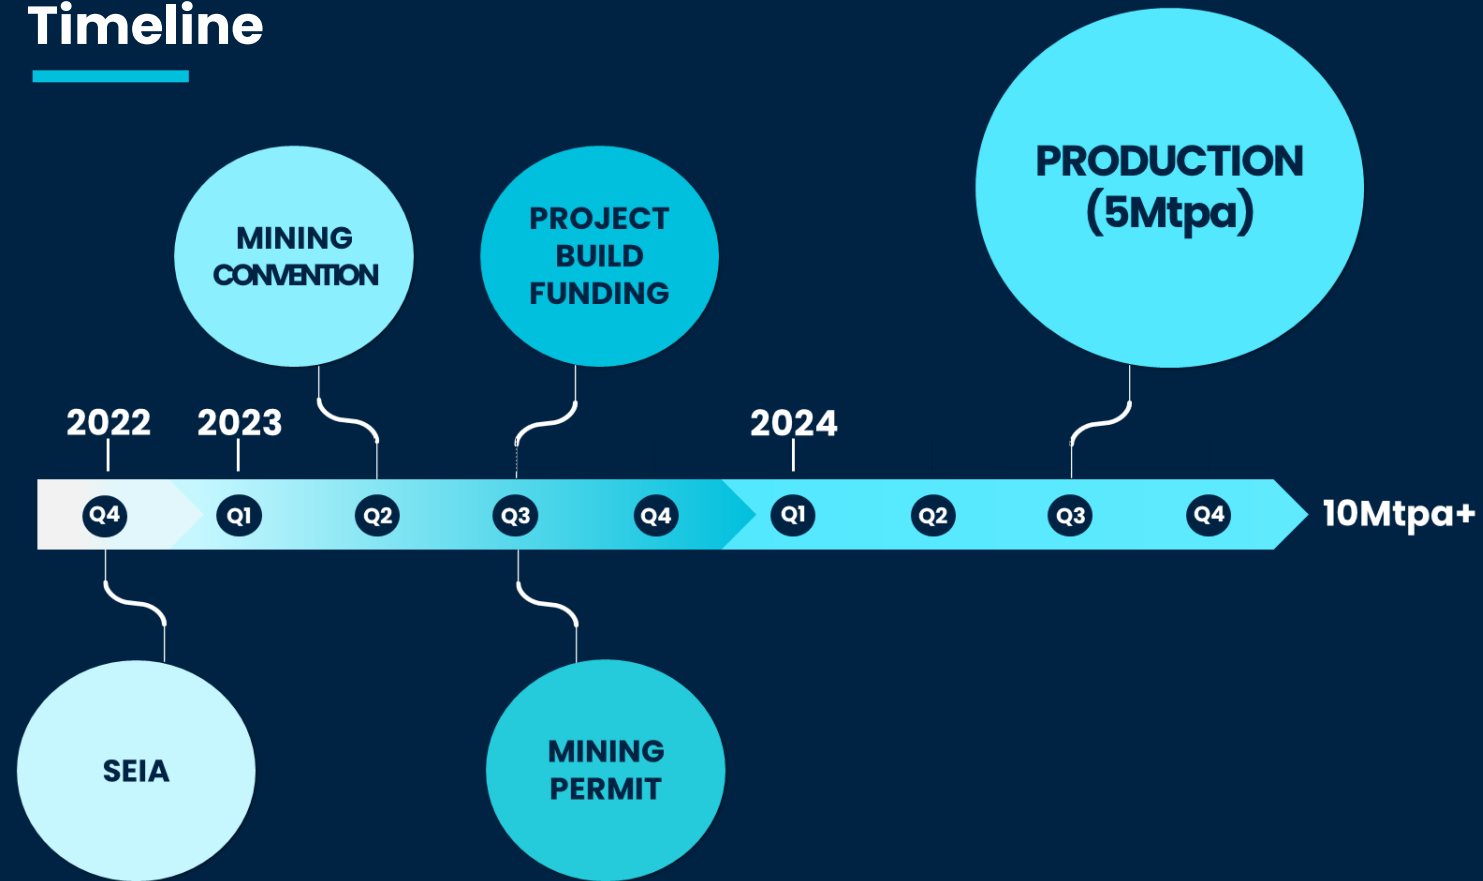 Timeline
PRODUCTION
(5Mtpa)
MINING
CONVENTION
PROJECT
BUILD
FUNDING
2022
2023
2024
Q4
Q1
Q2
Q3
Q4
Q1
Q2
Q3
Q4
10Mtpa+
SEIA
MINING
PERMIT